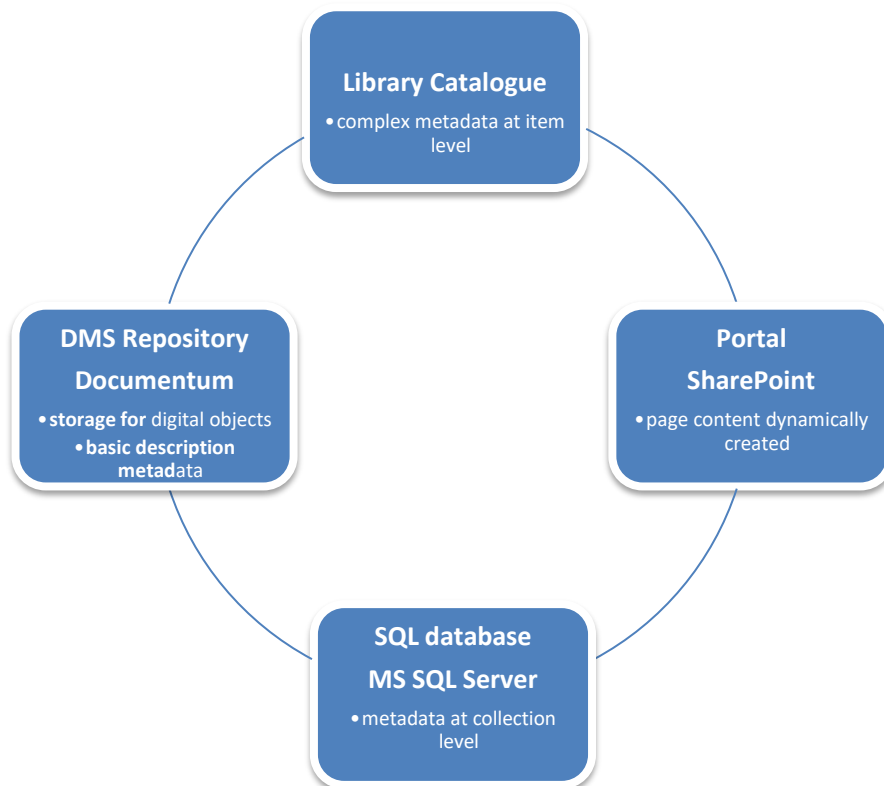 Library Catalogue
• complex metadata at item
level
DMS Repository
Documentum
• storage for digital objects
• basic description
metadata
Portal
SharePoint
• page content dynamically
created
SQL database
MS SQL Server
• metadata at collection
level